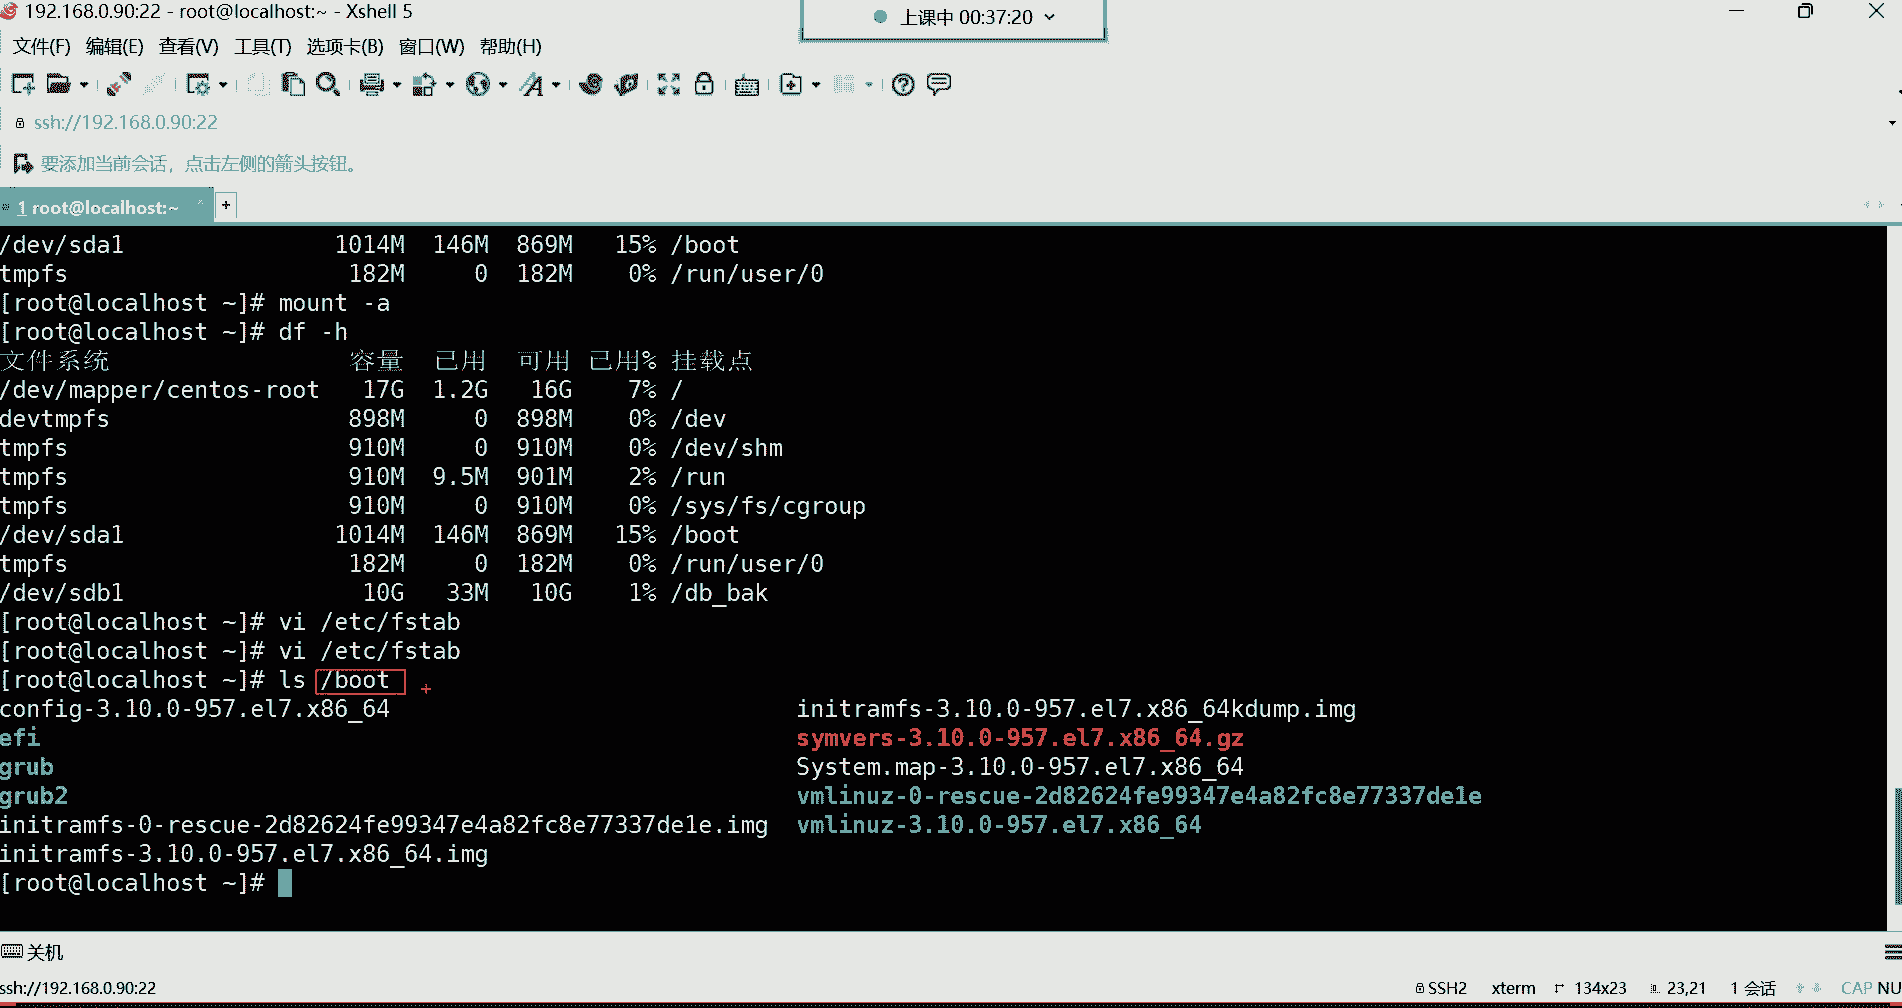 192.168.0.90:22 - root@localhost:~ - Xshell 5
上课中 00:37:20
文件(F) 编辑(E) 查看(V) 工具(T) 选项卡(B) 窗口(W) 帮助(H)
ssh://192.168.0.90:22
要添加当前会话，点击左侧的箭头按钮。
1 root@localhost:~ +
/dev/sda1 1014M 146M 869M 15% /boot
tmpfs 182M 0 182M 0% /run/user/0
[root@localhost ~]# mount -a
[root@localhost ~]# df -h
文件系统 容量 已用 可用 已用% 挂载点
/dev/mapper/centos-root 17G 1.2G 16G 7% /
devtmpfs 898M 0 898M 0% /dev
tmpfs 910M 0 910M 0% /dev/shm
tmpfs 910M 9.5M 901M 2% /run
tmpfs 910M 0 910M 0% /sys/fs/cgroup
/dev/sda1 1014M 146M 869M 15% /boot
tmpfs 182M 0 182M 0% /run/user/0
/dev/sdb1 10G 33M 10G 1% /db_bak
[root@localhost ~]# vi /etc/fstab
[root@localhost ~]# vi /etc/fstab
[root@localhost ~]# ls /boot
config-3.10.0-957.el7.x86_64 initramfs-3.10.0-957.el7.x86_64kdump.img
efi symvers-3.10.0-957.el7.x86_64.gz
grub System.map-3.10.0-957.el7.x86_64
grub2 vmlinuz-0-rescue-2d82624fe99347e4a82fc8e77337de1e
initramfs-0-rescue-2d82624fe99347e4a82fc8e77337de1e.img vmlinuz-3.10.0-957.el7.x86_64
initramfs-3.10.0-957.el7.x86_64.img
[root@localhost ~]#
关机
ssh://192.168.0.90:22 SSH2 xterm 134x23 23,21 1 会话 CAP NU